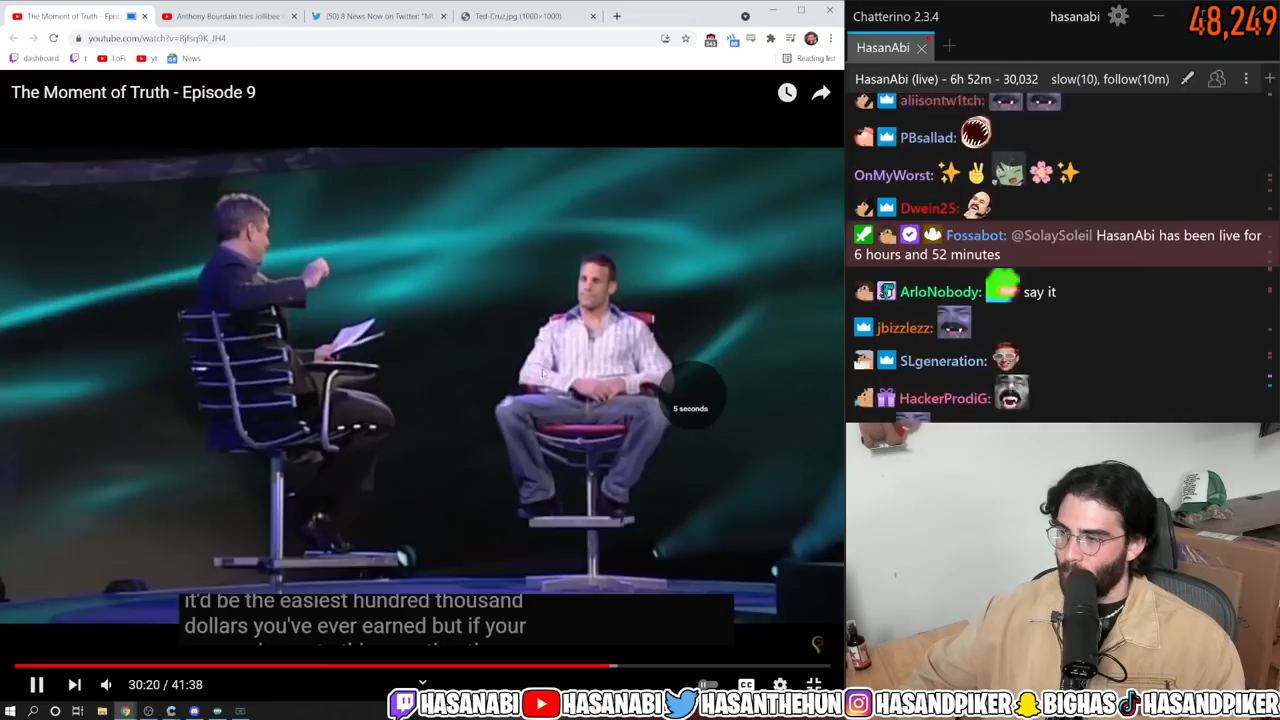 The Moment of Truth - Epis
Anthony Bourdain tries Jollibee
(50) 8 News Now on Twitter: "M
Ted-Cruz.jpg (1000×1000)
youtube.com/watch?v=8jfsq9K_JH4
dashboard
LoFi
yt
News
Reading list
The Moment of Truth - Episode 9
5 seconds
it'd be the easiest hundred thousand
dollars you've ever earned but if your
30:20 / 41:38
CC
Chatterino 2.3.4
hasanabi
48,249
HasanAbi
HasanAbi (live) - 6h 52m - 30,032
slow(10), follow(10m)
aliisontw1tch:
PBsallad:
OnMyWorst:
Dwein25:
Fossabot: @SolaySoleil HasanAbi has been live for
6 hours and 52 minutes
ArloNobody: say it
jbizzlezz:
SLgeneration:
HackerProdiG:
HASANABI HASANABI HASANTHEHUN HASANDPIKER BIGHAS HASANDPIKER